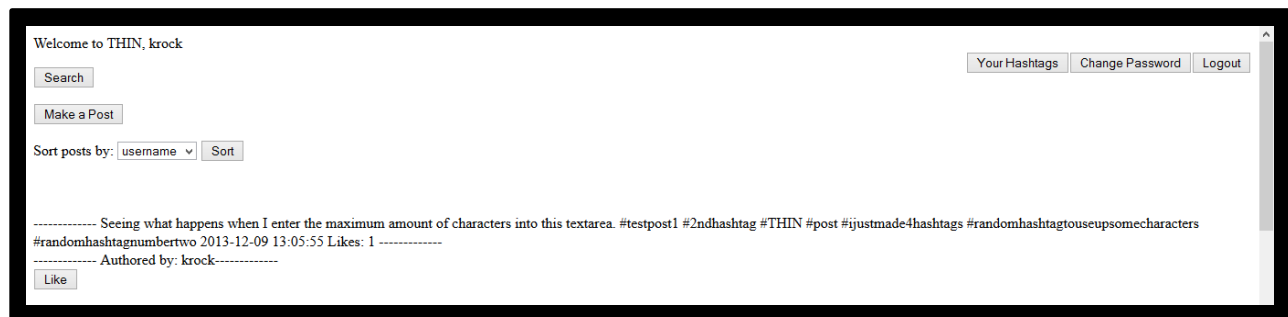 Welcome to THIN, krock
Your Hashtags Change Password Logout
Search
Make a Post
Sort posts by: username Sort
------------- Seeing what happens when I enter the maximum amount of characters into this textarea. #testpost1 #2ndhashtag #THIN #post #ijustmade4hashtags #randomhashtagtouseupsomecharacters
#randomhashtagnumbertwo 2013-12-09 13:05:55 Likes: 1 -------------
------------- Authored by: krock-------------
Like